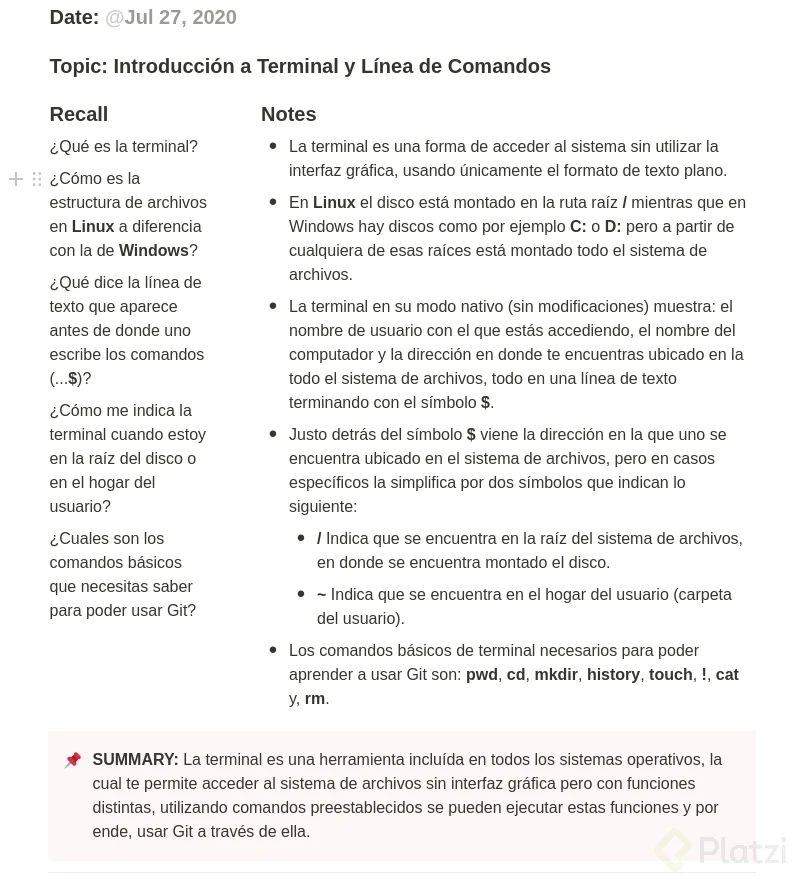 Date: @Jul 27, 2020
Topic: Introducción a Terminal y Línea de Comandos
Recall
¿Qué es la terminal?
¿Cómo es la
estructura de archivos
en Linux a diferencia
con la de Windows?
¿Qué dice la línea de
texto que aparece
antes de donde uno
escribe los comandos
(...$)?
¿Cómo me indica la
terminal cuando estoy
en la raíz del disco o
en el hogar del
usuario?
¿Cuales son los
comandos básicos
que necesitas saber
para poder usar Git?
Notes
La terminal es una forma de acceder al sistema sin utilizar la
interfaz gráfica, usando únicamente el formato de texto plano.
En Linux el disco está montado en la ruta raíz / mientras que en
Windows hay discos como por ejemplo C: o D: pero a partir de
cualquiera de esas raíces está montado todo el sistema de
archivos.
La terminal en su modo nativo (sin modificaciones) muestra: el
nombre de usuario con el que estás accediendo, el nombre del
computador y la dirección en donde te encuentras ubicado en la
todo el sistema de archivos, todo en una línea de texto
terminando con el símbolo $.
Justo detrás del símbolo $ viene la dirección en la que uno se
encuentra ubicado en el sistema de archivos, pero en casos
específicos la simplifica por dos símbolos que indican lo
siguiente:
/ Indica que se encuentra en la raíz del sistema de archivos,
en donde se encuentra montado el disco.
~ Indica que se encuentra en el hogar del usuario (carpeta
del usuario).
Los comandos básicos de terminal necesarios para poder
aprender a usar Git son: pwd, cd, mkdir, history, touch, !, cat
y, rm.
SUMMARY: La terminal es una herramienta incluída en todos los sistemas operativos, la
cual te permite acceder al sistema de archivos sin interfaz gráfica pero con funciones
distintas, utilizando comandos preestablecidos se pueden ejecutar estas funciones y por
ende, usar Git a través de ella.
Platzi